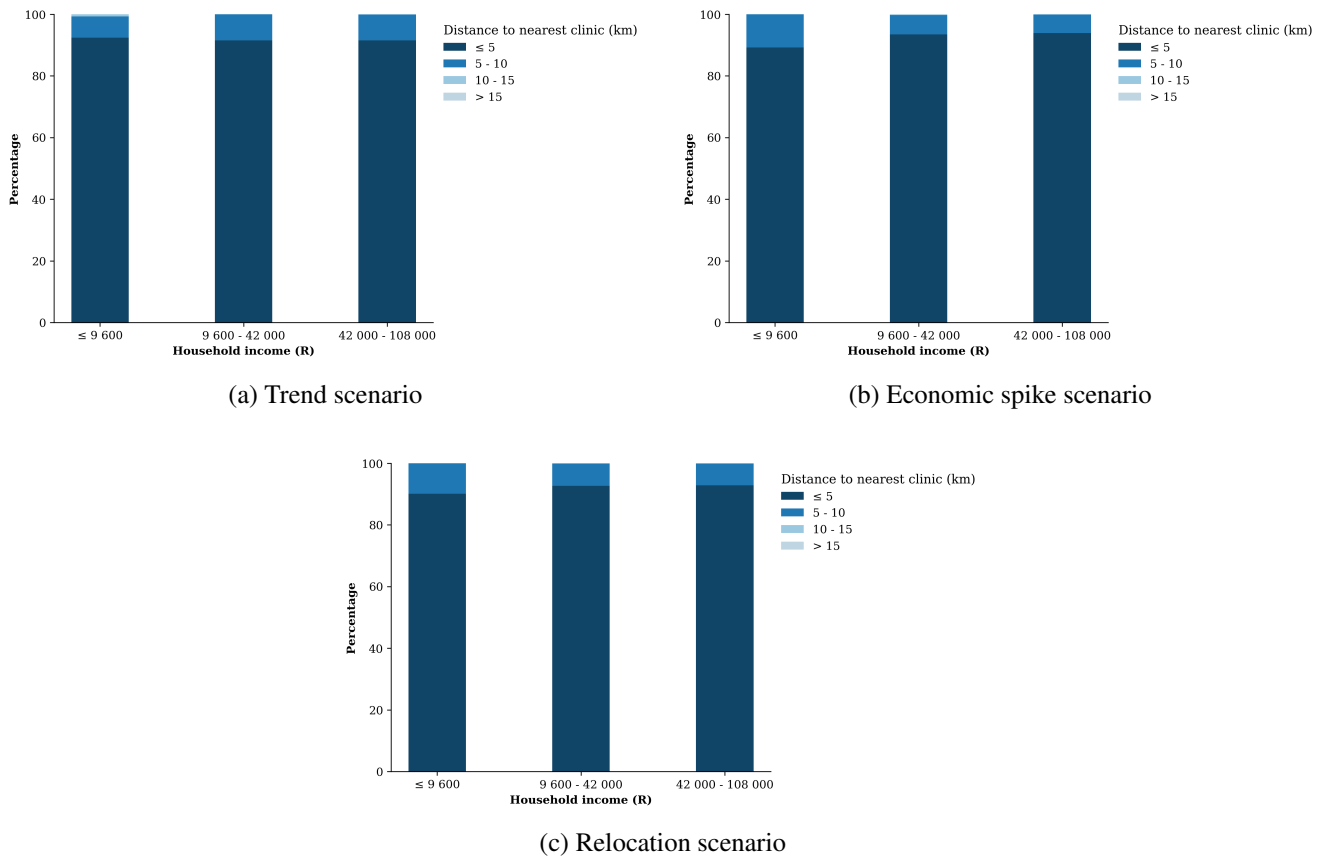 100
80
60
40
20
0
Percentage
≤ 9 600
9 600 - 42 000
42 000 - 108 000
Household income (R)
Distance to nearest clinic (km)
≤ 5
5 - 10
10 - 15
> 15
(a) Trend scenario
100
80
60
40
20
0
Percentage
≤ 9 600
9 600 - 42 000
42 000 - 108 000
Household income (R)
Distance to nearest clinic (km)
≤ 5
5 - 10
10 - 15
> 15
(b) Economic spike scenario
100
80
60
40
20
0
Percentage
≤ 9 600
9 600 - 42 000
42 000 - 108 000
Household income (R)
Distance to nearest clinic (km)
≤ 5
5 - 10
10 - 15
> 15
(c) Relocation scenario